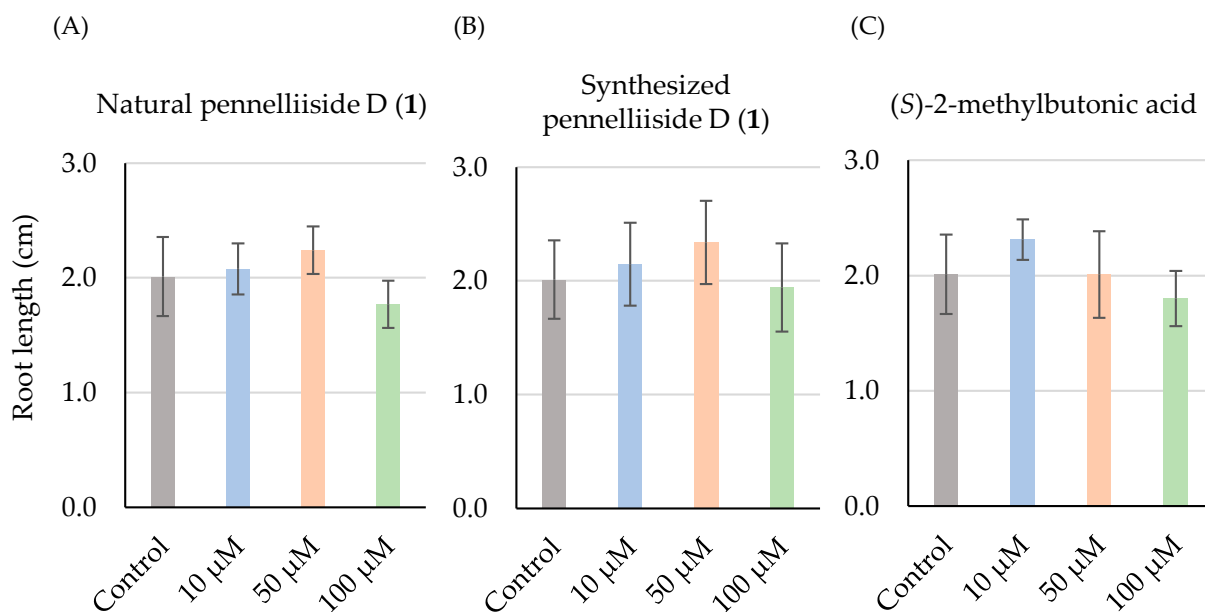 (A)
Natural pennelliiside D (1)
Root length (cm)
3.0
2.0
1.0
0.0
Control
10 µM
50 µM
100 µM
(B)
Synthesized
pennelliiside D (1)
3.0
2.0
1.0
0.0
Control
10 µM
50 µM
100 µM
(C)
(S)-2-methylbutonic acid
3.0
2.0
1.0
0.0
Control
10 µM
50 µM
100 µM